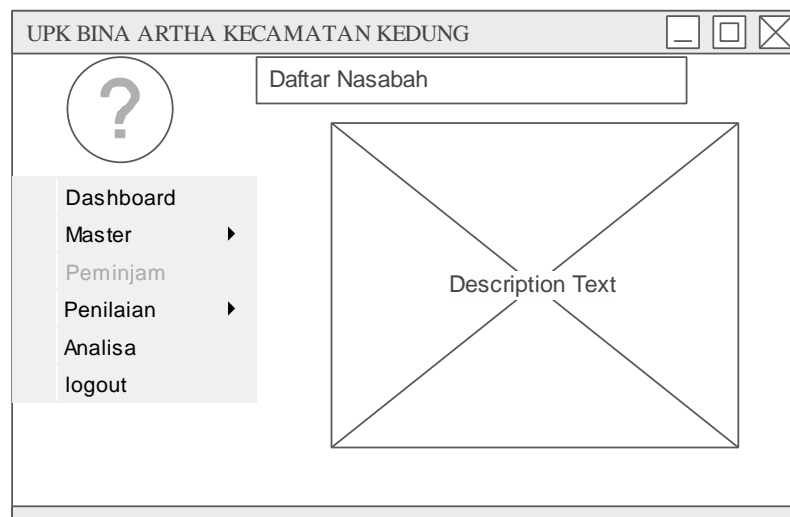 UPK BINA ARTHA KECAMATAN KEDUNG
?
Daftar Nasabah
Dashboard
Master
Peminjam
Penilaian
Analisa
logout
Description Text